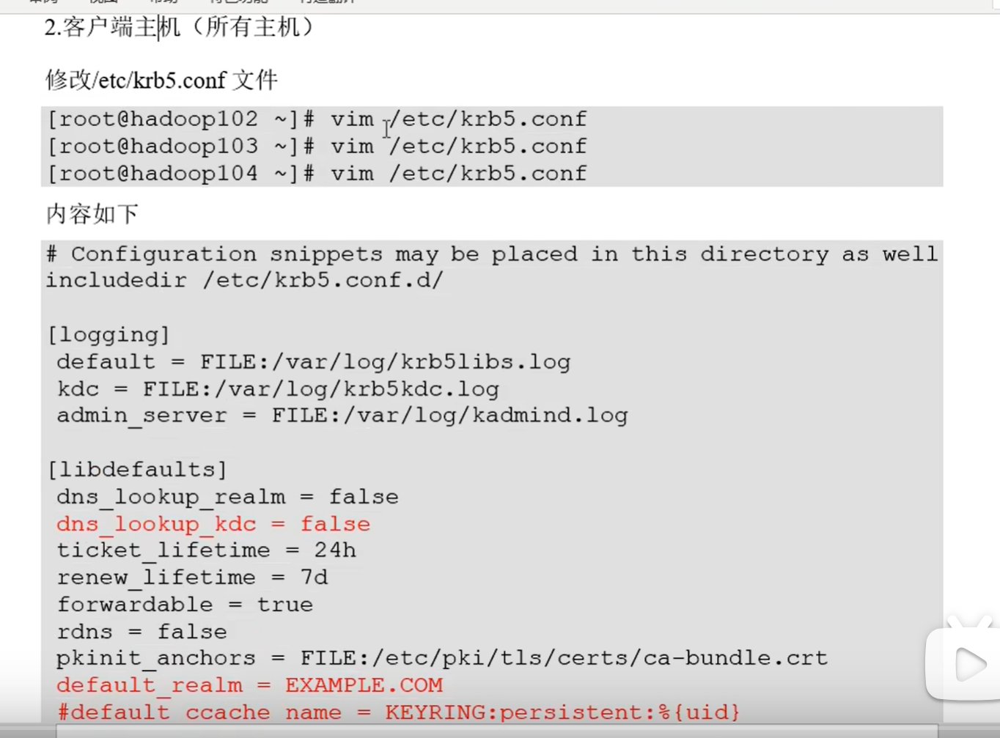 2.客户端主机（所有主机）
修改/etc/krb5.conf 文件
[root@hadoop102 ~]# vim /etc/krb5.conf
[root@hadoop103 ~]# vim /etc/krb5.conf
[root@hadoop104 ~]# vim /etc/krb5.conf
内容如下
# Configuration snippets may be placed in this directory as well
includedir /etc/krb5.conf.d/
[logging]
default = FILE:/var/log/krb5libs.log
kdc = FILE:/var/log/krb5kdc.log
admin_server = FILE:/var/log/kadmind.log
[libdefaults]
dns_lookup_realm = false
dns_lookup_kdc = false
ticket_lifetime = 24h
renew_lifetime = 7d
forwardable = true
rdns = false
pkinit_anchors = FILE:/etc/pki/tls/certs/ca-bundle.crt
default_realm = EXAMPLE.COM
#default_ccache_name = KEYRING:persistent:%{uid}